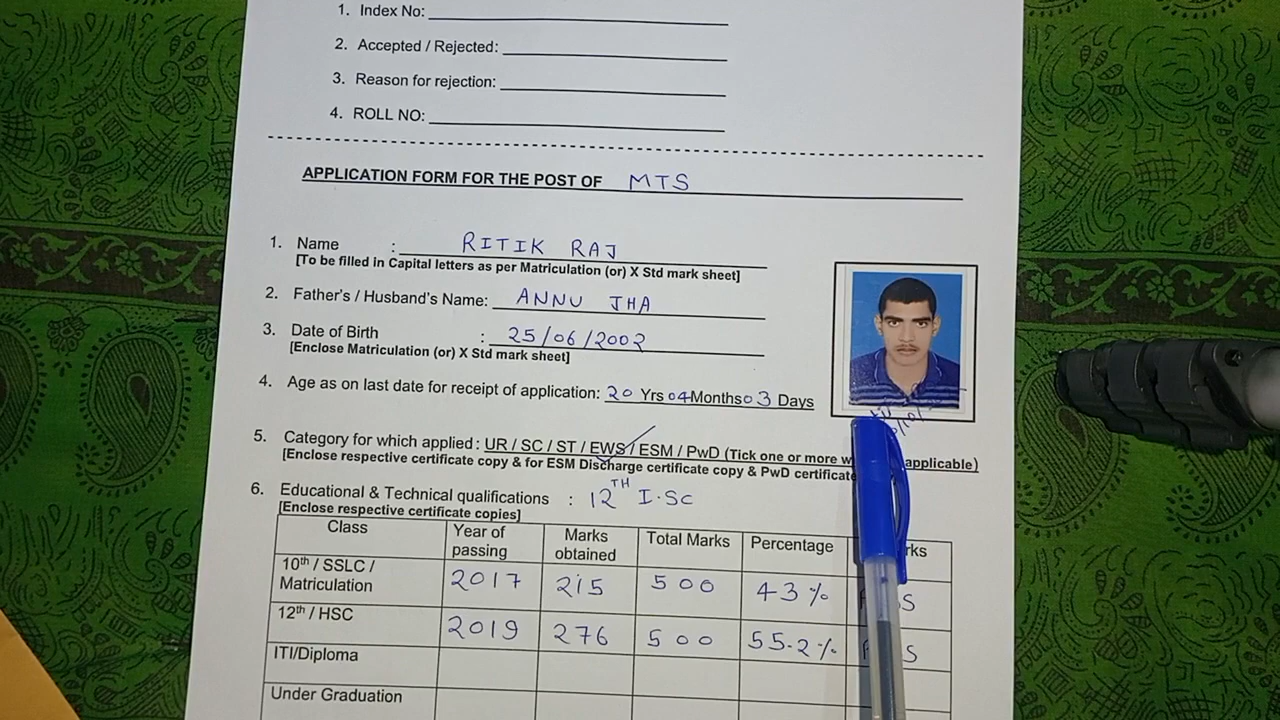 1. Index No:
2. Accepted / Rejected:
3. Reason for rejection:
4. ROLL NO:
APPLICATION FORM FOR THE POST OF MTS
1. Name : RITIK RAJ
[To be filled in Capital letters as per Matriculation (or) X Std mark sheet]
2. Father's / Husband's Name: ANNU JHA
3. Date of Birth : 25/06/2002
[Enclose Matriculation (or) X Std mark sheet]
4. Age as on last date for receipt of application: 20 Yrs 04 Months 03 Days
5. Category for which applied : UR / SC / ST / EWS / ESM / PwD (Tick one or more applicable)
[Enclose respective certificate copy & for ESM Discharge certificate copy & PwD certificate
6. Educational & Technical qualifications : 12TH I.SC
[Enclose respective certificate copies]
Class Year of passing Marks obtained Total Marks Percentage
10th / SSLC / Matriculation 2017 215 500 43%
12th / HSC 2019 276 500 55.2%
ITI/Diploma
Under Graduation